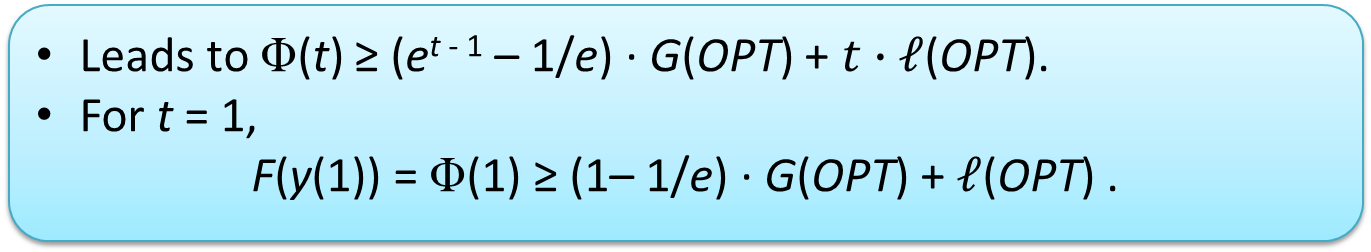 • Leads to Φ(t) ≥ (e^{t - 1} – 1/e) · G(OPT) + t · ℓ(OPT).
• For t = 1,
F(y(1)) = Φ(1) ≥ (1– 1/e) · G(OPT) + ℓ(OPT) .